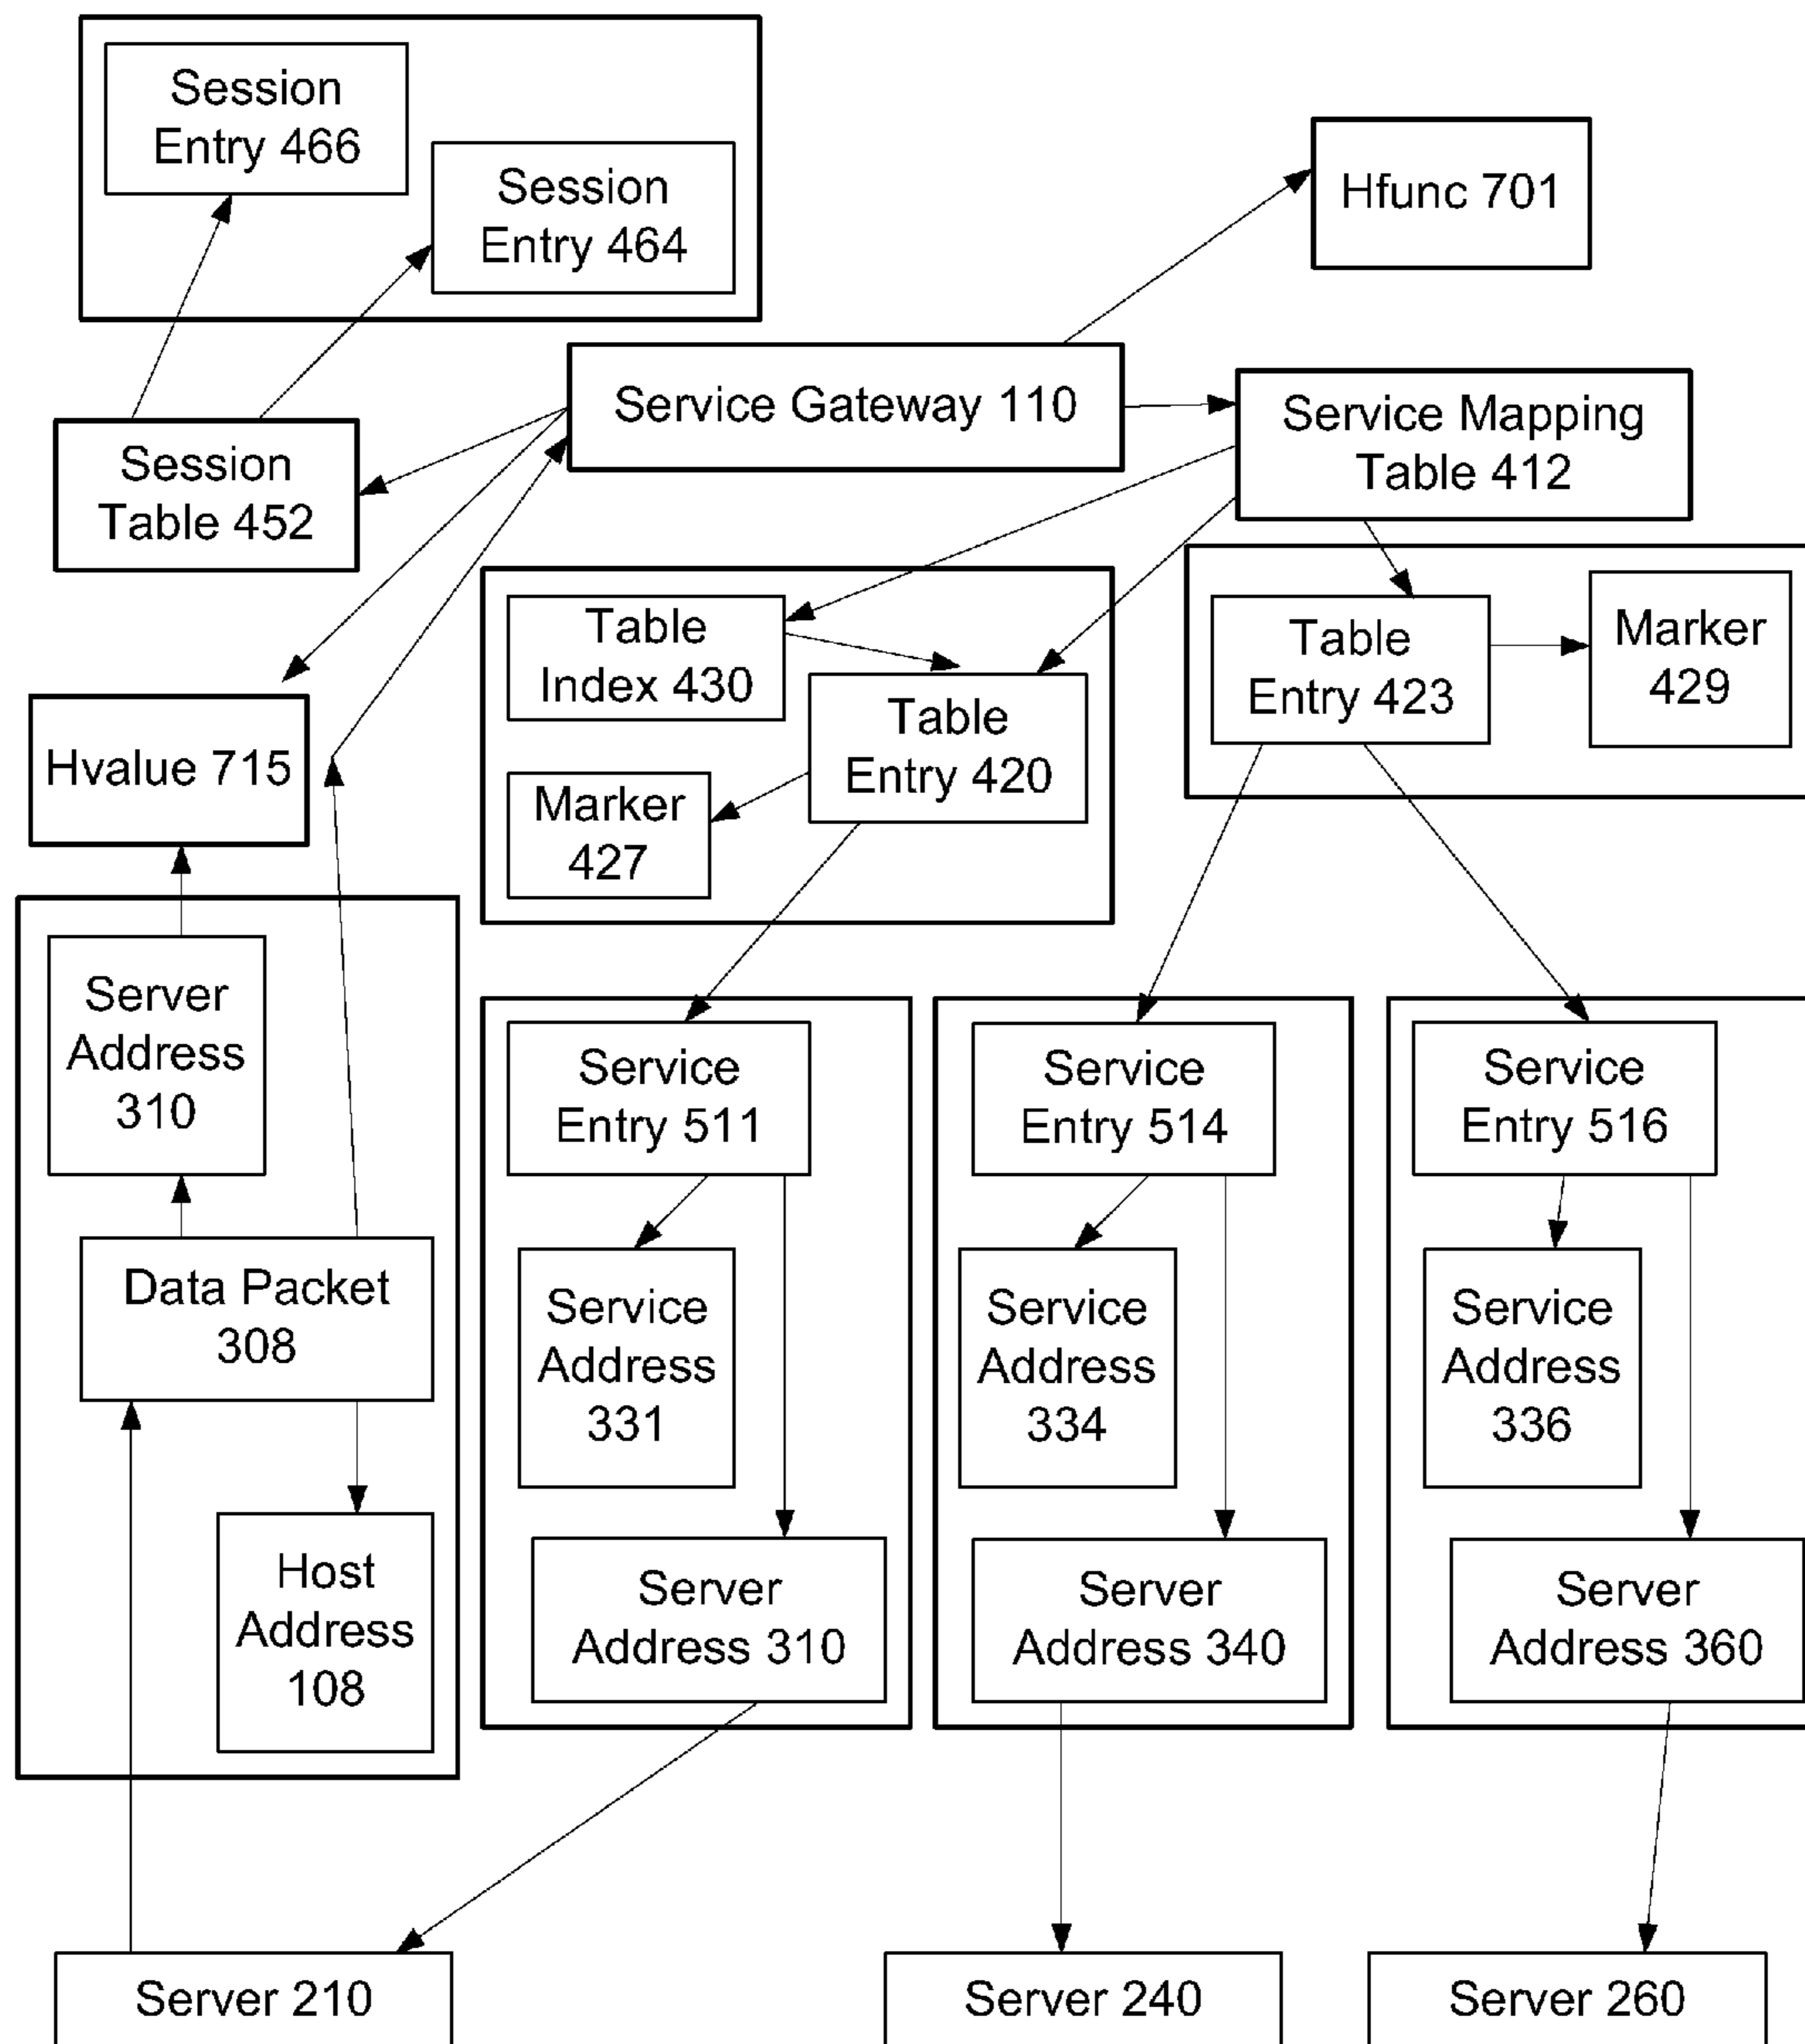 Session
Entry 466
Session
Entry 464
Hfunc 701
Service Gateway 110
Service Mapping
Table 412
Session
Table 452
Table
Index 430
Table
Entry 420
Marker
427
Table
Entry 423
Marker
429
Hvalue 715
Server
Address
310
Data Packet
308
Host
Address
108
Service
Entry 511
Service
Address
331
Server
Address 310
Service
Entry 514
Service
Address
334
Server
Address 340
Service
Entry 516
Service
Address
336
Server
Address 360
Server 210
Server 240
Server 260